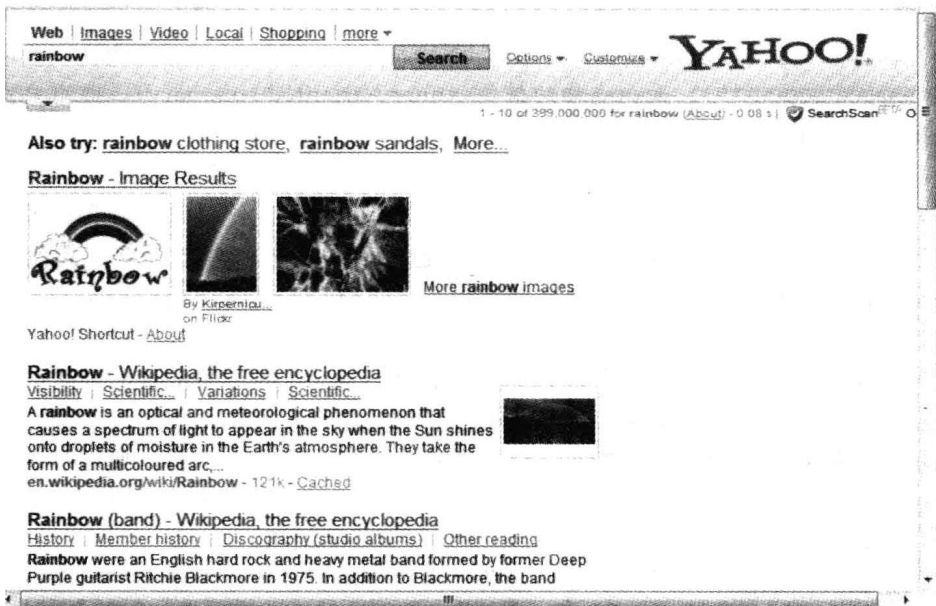 Web | Images | Video | Local | Shopping | more
rainbow Search Options Customize YAHOO!
1 - 10 of 399,000,000 for rainbow (About) - 0.08 s | SearchScan BETA O
Also try: rainbow clothing store, rainbow sandals, More...
Rainbow - Image Results
Rainbow
More rainbow images
By Kirpernicu...
on Flickr
Yahoo! Shortcut - About
Rainbow - Wikipedia, the free encyclopedia
Visibility | Scientific... | Variations | Scientific...
A rainbow is an optical and meteorological phenomenon that
causes a spectrum of light to appear in the sky when the Sun shines
onto droplets of moisture in the Earth's atmosphere. They take the
form of a multicoloured arc,...
en.wikipedia.org/wiki/Rainbow - 121k - Cached
Rainbow (band) - Wikipedia, the free encyclopedia
History | Member history | Discography (studio albums) | Other reading
Rainbow were an English hard rock and heavy metal band formed by former Deep
Purple guitarist Ritchie Blackmore in 1975. In addition to Blackmore, the band